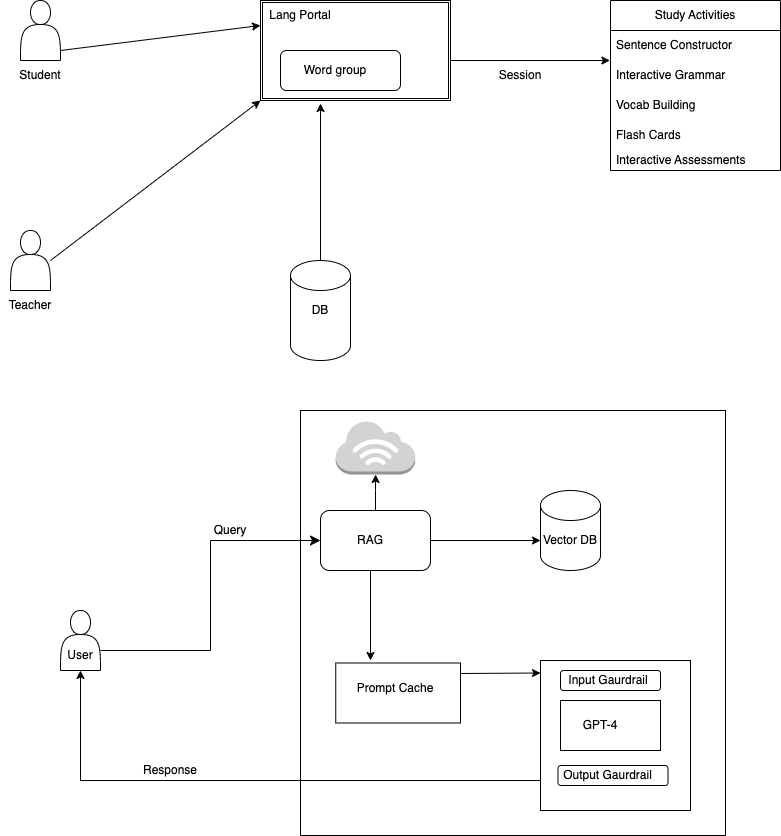 Lang Portal
Word group
Student
Session
Study Activities
Sentence Constructor
Interactive Grammar
Vocab Building
Flash Cards
Interactive Assessments
Teacher
DB
Query
RAG
Vector DB
User
Prompt Cache
Input Gaurdrail
GPT-4
Output Gaurdrail
Response